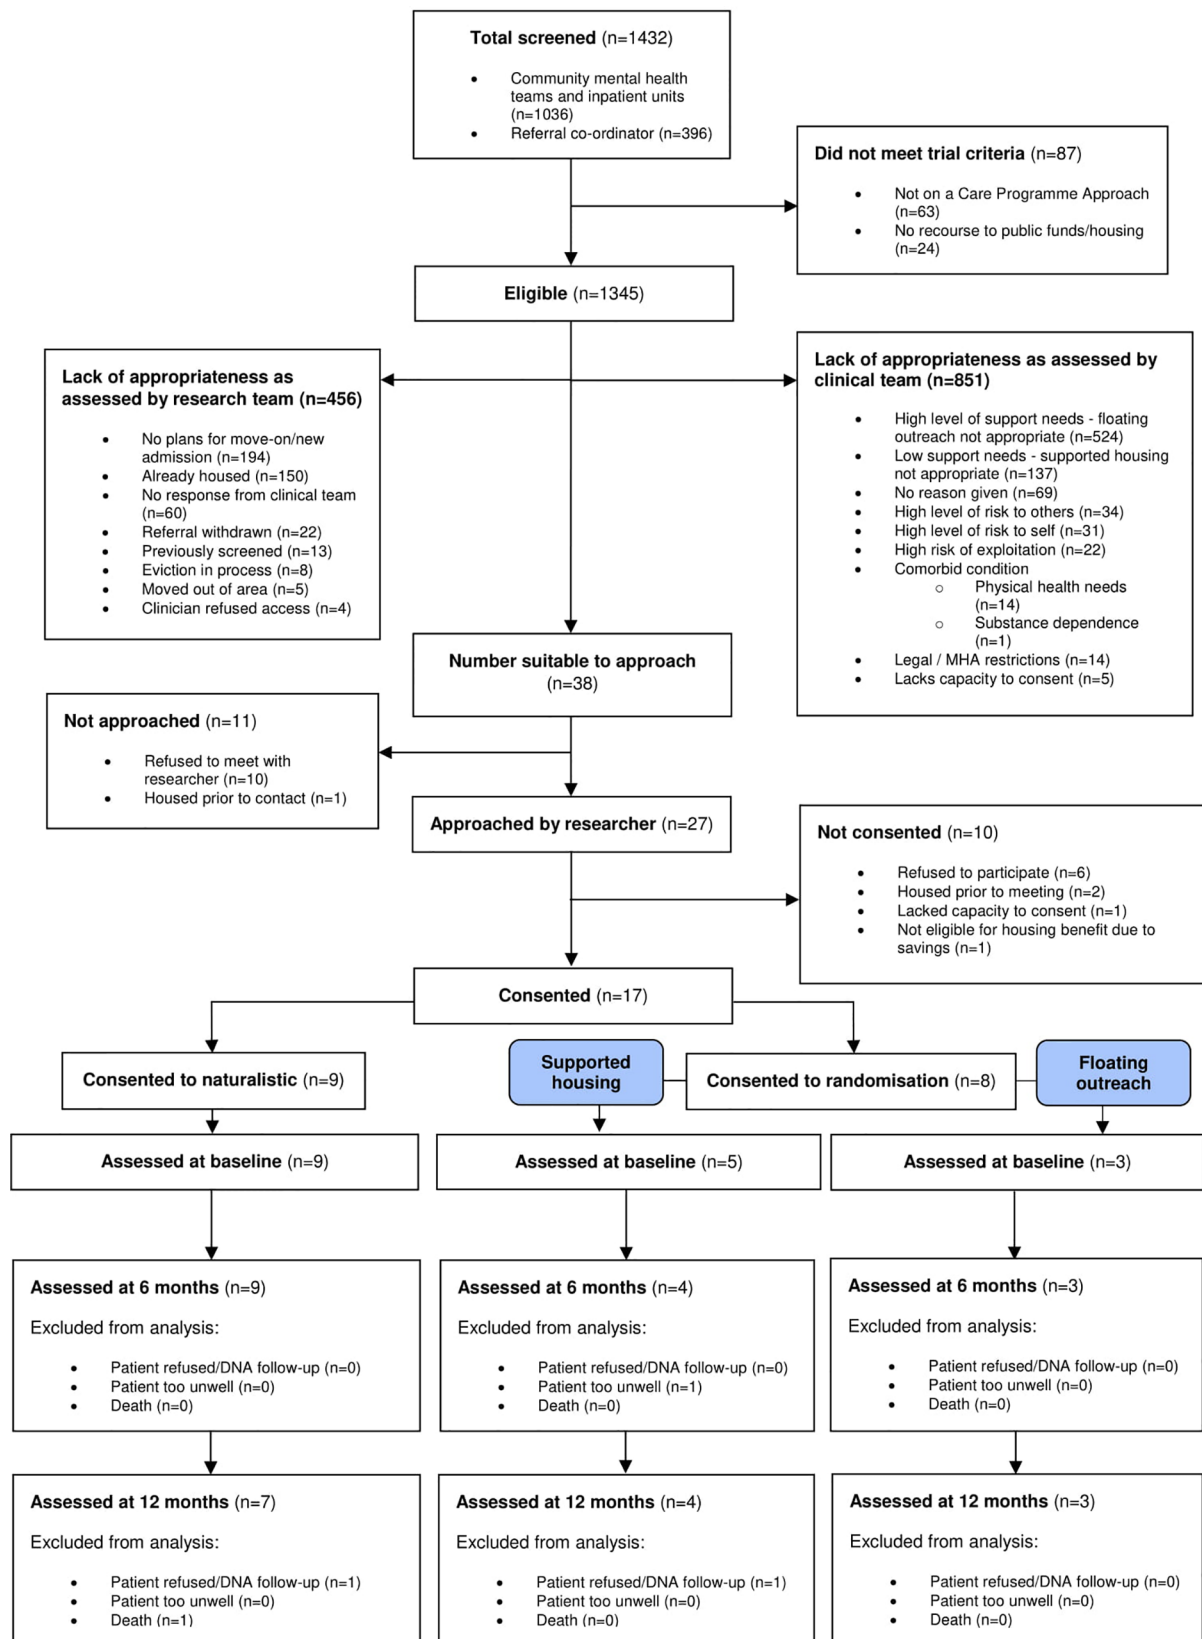 Total screened (n=1432)
• Community mental health
teams and inpatient units
(n=1036)
• Referral co-ordinator (n=396)
Did not meet trial criteria (n=87)
• Not on a Care Programme Approach
(n=63)
• No recourse to public funds/housing
(n=24)
Eligible (n=1345)
Lack of appropriateness as
assessed by research team (n=456)
• No plans for move-on/new
admission (n=194)
• Already housed (n=150)
• No response from clinical team
(n=60)
• Referral withdrawn (n=22)
• Previously screened (n=13)
• Eviction in process (n=8)
• Moved out of area (n=5)
• Clinician refused access (n=4)
Lack of appropriateness as assessed by
clinical team (n=851)
• High level of support needs - floating
outreach not appropriate (n=524)
• Low support needs - supported housing
not appropriate (n=137)
• No reason given (n=69)
• High level of risk to others (n=34)
• High level of risk to self (n=31)
• High risk of exploitation (n=22)
• Comorbid condition
o Physical health needs
(n=14)
o Substance dependence
(n=1)
• Legal / MHA restrictions (n=14)
• Lacks capacity to consent (n=5)
Number suitable to approach
(n=38)
Not approached (n=11)
• Refused to meet with
researcher (n=10)
• Housed prior to contact (n=1)
Approached by researcher (n=27)
Not consented (n=10)
• Refused to participate (n=6)
• Housed prior to meeting (n=2)
• Lacked capacity to consent (n=1)
• Not eligible for housing benefit due to
savings (n=1)
Consented (n=17)
Consented to naturalistic (n=9)
Supported
housing
Consented to randomisation (n=8)
Floating
outreach
Assessed at baseline (n=9)
Assessed at baseline (n=5)
Assessed at baseline (n=3)
Assessed at 6 months (n=9)
Excluded from analysis:
• Patient refused/DNA follow-up (n=0)
• Patient too unwell (n=0)
• Death (n=0)
Assessed at 6 months (n=4)
Excluded from analysis:
• Patient refused/DNA follow-up (n=0)
• Patient too unwell (n=1)
• Death (n=0)
Assessed at 6 months (n=3)
Excluded from analysis:
• Patient refused/DNA follow-up (n=0)
• Patient too unwell (n=0)
• Death (n=0)
Assessed at 12 months (n=7)
Excluded from analysis:
• Patient refused/DNA follow-up (n=1)
• Patient too unwell (n=0)
• Death (n=1)
Assessed at 12 months (n=4)
Excluded from analysis:
• Patient refused/DNA follow-up (n=1)
• Patient too unwell (n=0)
• Death (n=0)
Assessed at 12 months (n=3)
Excluded from analysis:
• Patient refused/DNA follow-up (n=0)
• Patient too unwell (n=0)
• Death (n=0)